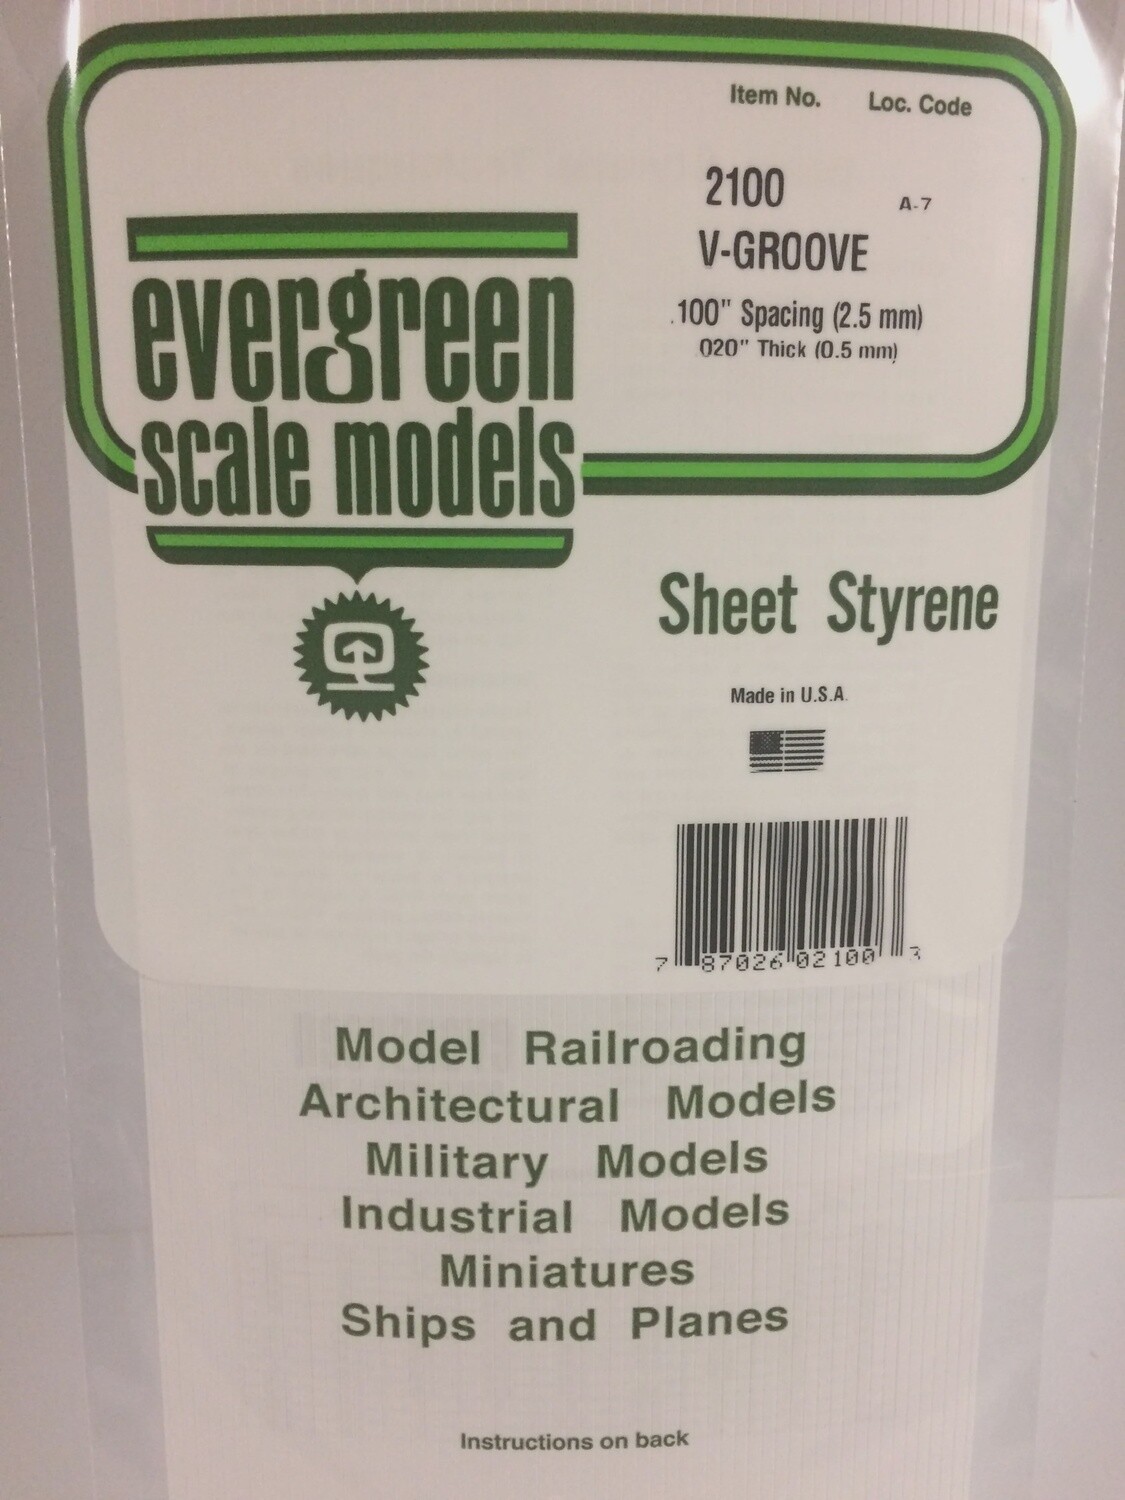 Item No. Loc. Code
2100 A-7
V-GROOVE
.100" Spacing (2.5 mm)
.020" Thick (0.5 mm)
evergreen
scale models
Sheet Styrene
Made in U.S.A.
7 87026 02100 3
Model Railroading
Architectural Models
Military Models
Industrial Models
Miniatures
Ships and Planes
Instructions on back